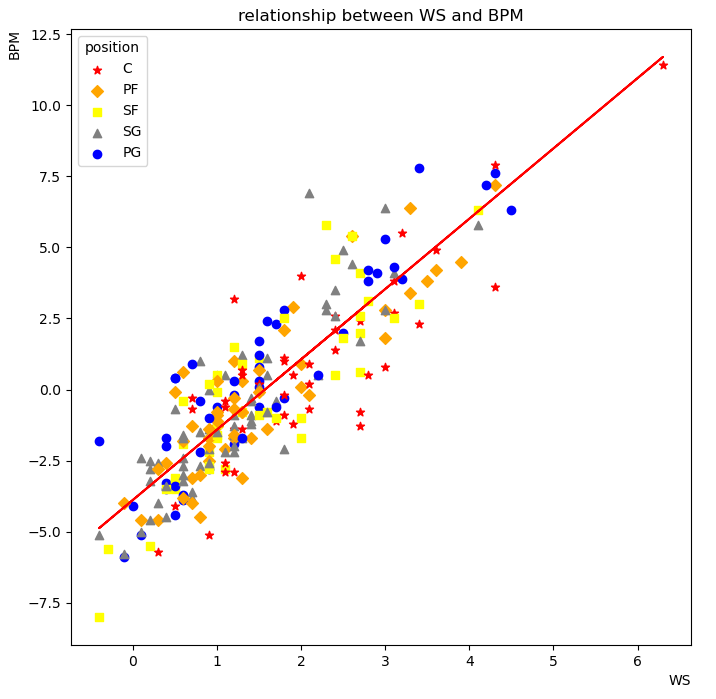 relationship between WS and BPM
BPM
12.5
10.0
7.5
5.0
2.5
0.0
−2.5
−5.0
−7.5
position
C
PF
SF
SG
PG
0 1 2 3 4 5 6
WS